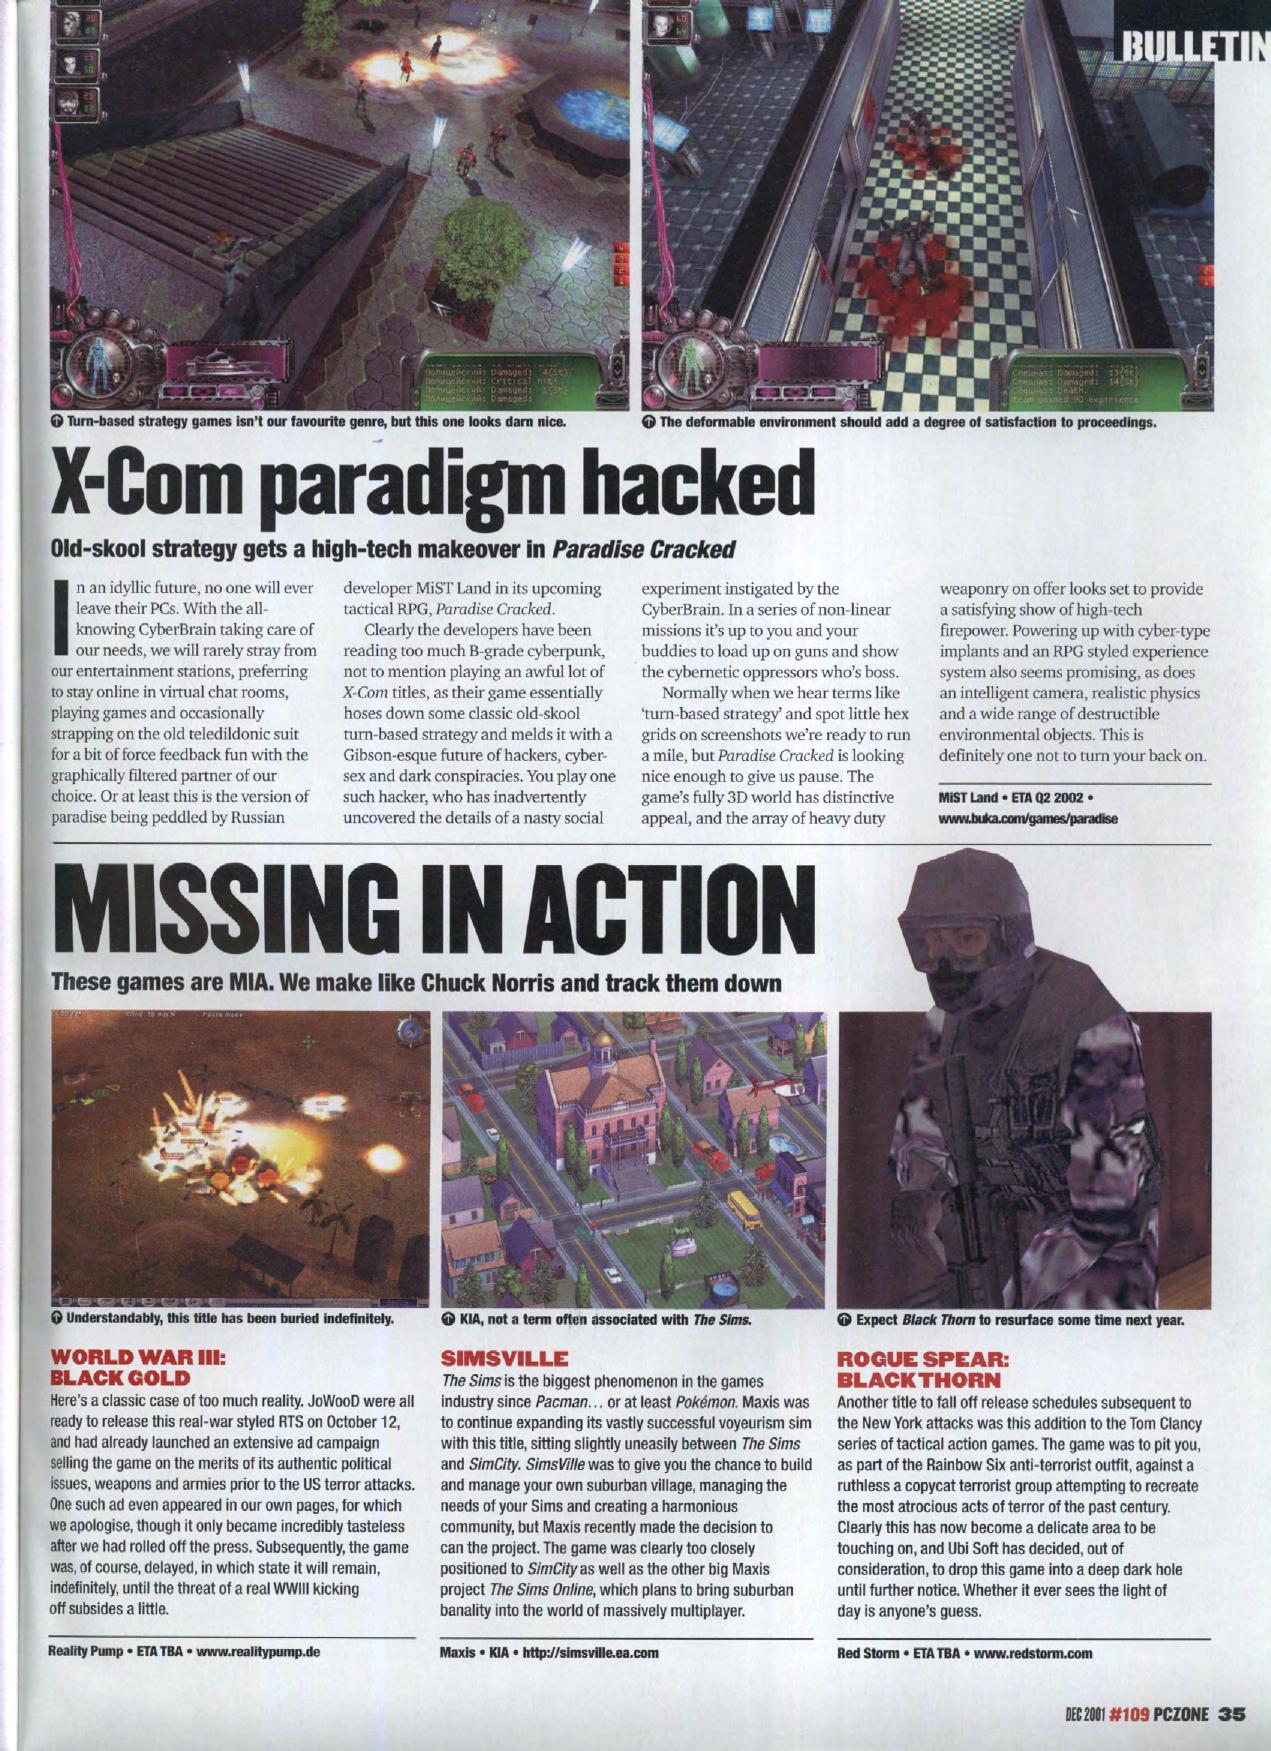 BULLETIN
Полицейский: Damaged: 4(St)
Полицейский: Critical hit!
Полицейский: Damaged: 1(St)
Полицейский: Damaged:
Спецназ: Damaged: 13(St)
Спецназ: Damaged: 14(St)
Спецназ: Death.
Team gained 90 experience
Turn-based strategy games isn't our favourite genre, but this one looks darn nice.
The deformable environment should add a degree of satisfaction to proceedings.
X-Com paradigm hacked
Old-skool strategy gets a high-tech makeover in Paradise Cracked
In an idyllic future, no one will ever
leave their PCs. With the all-
knowing CyberBrain taking care of
our needs, we will rarely stray from
our entertainment stations, preferring
to stay online in virtual chat rooms,
playing games and occasionally
strapping on the old teledildonic suit
for a bit of force feedback fun with the
graphically filtered partner of our
choice. Or at least this is the version of
paradise being peddled by Russian
developer MiST Land in its upcoming
tactical RPG, Paradise Cracked.
Clearly the developers have been
reading too much B-grade cyberpunk,
not to mention playing an awful lot of
X-Com titles, as their game essentially
hoses down some classic old-skool
turn-based strategy and melds it with a
Gibson-esque future of hackers, cyber-
sex and dark conspiracies. You play one
such hacker, who has inadvertently
uncovered the details of a nasty social
experiment instigated by the
CyberBrain. In a series of non-linear
missions it's up to you and your
buddies to load up on guns and show
the cybernetic oppressors who's boss.
Normally when we hear terms like
'turn-based strategy' and spot little hex
grids on screenshots we're ready to run
a mile, but Paradise Cracked is looking
nice enough to give us pause. The
game's fully 3D world has distinctive
appeal, and the array of heavy duty
weaponry on offer looks set to provide
a satisfying show of high-tech
firepower. Powering up with cyber-type
implants and an RPG styled experience
system also seems promising, as does
an intelligent camera, realistic physics
and a wide range of destructible
environmental objects. This is
definitely one not to turn your back on.
MiST Land • ETA Q2 2002 •
www.buka.com/games/paradise
MISSING IN ACTION
These games are MIA. We make like Chuck Norris and track them down
Understandably, this title has been buried indefinitely.
KIA, not a term often associated with The Sims.
Expect Black Thorn to resurface some time next year.
WORLD WAR III:
BLACK GOLD
Here's a classic case of too much reality. JoWooD were all
ready to release this real-war styled RTS on October 12,
and had already launched an extensive ad campaign
selling the game on the merits of its authentic political
issues, weapons and armies prior to the US terror attacks.
One such ad even appeared in our own pages, for which
we apologise, though it only became incredibly tasteless
after we had rolled off the press. Subsequently, the game
was, of course, delayed, in which state it will remain,
indefinitely, until the threat of a real WWIII kicking
off subsides a little.
Reality Pump • ETA TBA • www.realitypump.de
SIMSVILLE
The Sims is the biggest phenomenon in the games
industry since Pacman... or at least Pokémon. Maxis was
to continue expanding its vastly successful voyeurism sim
with this title, sitting slightly uneasily between The Sims
and SimCity. SimsVille was to give you the chance to build
and manage your own suburban village, managing the
needs of your Sims and creating a harmonious
community, but Maxis recently made the decision to
can the project. The game was clearly too closely
positioned to SimCity as well as the other big Maxis
project The Sims Online, which plans to bring suburban
banality into the world of massively multiplayer.
Maxis • KIA • http://simsville.ea.com
ROGUE SPEAR:
BLACK THORN
Another title to fall off release schedules subsequent to
the New York attacks was this addition to the Tom Clancy
series of tactical action games. The game was to pit you,
as part of the Rainbow Six anti-terrorist outfit, against a
ruthless a copycat terrorist group attempting to recreate
the most atrocious acts of terror of the past century.
Clearly this has now become a delicate area to be
touching on, and Ubi Soft has decided, out of
consideration, to drop this game into a deep dark hole
until further notice. Whether it ever sees the light of
day is anyone's guess.
Red Storm • ETA TBA • www.redstorm.com
DEC 2001 #109 PCZONE 35